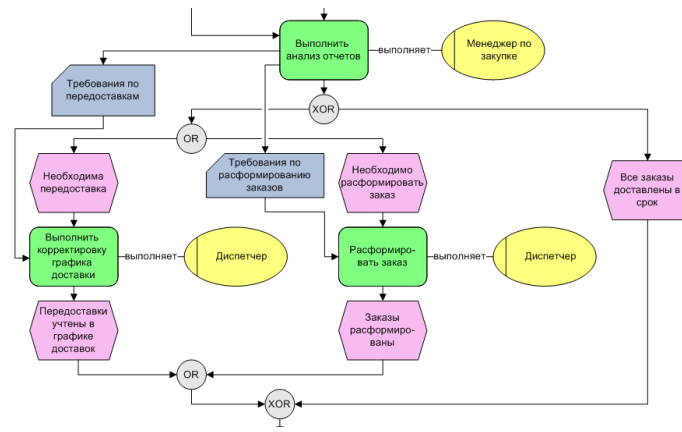 Выполнить
анализ отчетов
выполняет
Менеджер по
закупке
Требования по
передоставкам
XOR
OR
Необходима
передоставка
Требования по
расформированию
заказов
Необходимо
расформировать
заказ
Все заказы
доставлены в
срок
Выполнить
корректировку
графика
доставки
выполняет
Диспетчер
Расформиро-
вать заказ
выполняет
Диспетчер
Передоставки
учтены в
графике
доставок
Заказы
расформиро-
ваны
OR
XOR